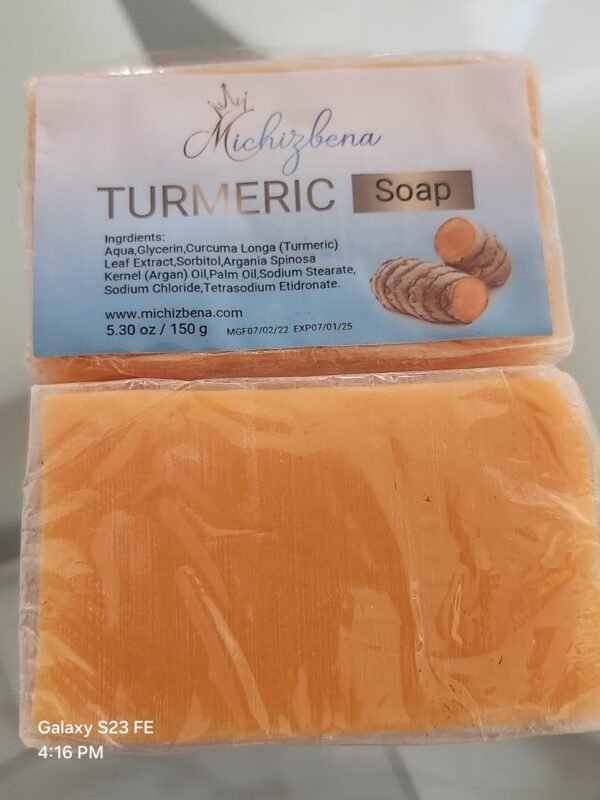 Michizbena
TURMERIC Soap
Ingrdients:
Aqua,Glycerin,Curcuma Longa (Turmeric)
Leaf Extract,Sorbitol,Argania Spinosa
Kernel (Argan) Oil,Palm Oil,Sodium Stearate,
Sodium Chloride,Tetrasodium Etidronate.
www.michizbena.com
5.30 oz / 150 g MGF07/02/22 EXP07/01/25
Galaxy S23 FE
4:16 PM